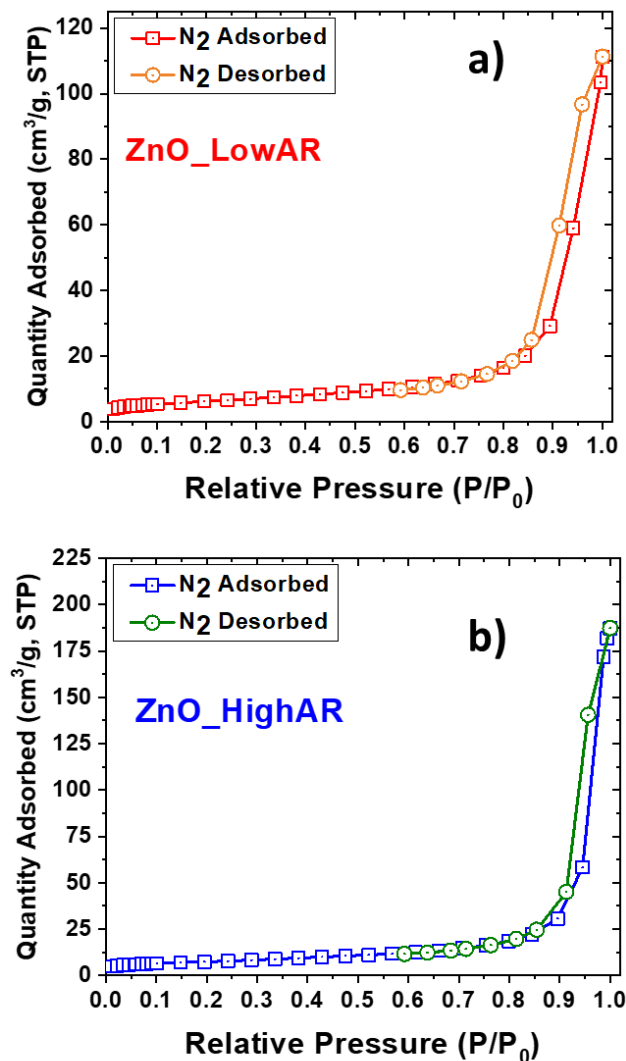 120
100
80
60
40
20
0
Quantity Adsorbed (cm³/g, STP)
N₂ Adsorbed
N₂ Desorbed
a)
ZnO_LowAR
0.0 0.1 0.2 0.3 0.4 0.5 0.6 0.7 0.8 0.9 1.0
Relative Pressure (P/P₀)
225
200
175
150
125
100
75
50
25
0
Quantity Adsorbed (cm³/g, STP)
N₂ Adsorbed
N₂ Desorbed
b)
ZnO_HighAR
0.0 0.1 0.2 0.3 0.4 0.5 0.6 0.7 0.8 0.9 1.0
Relative Pressure (P/P₀)